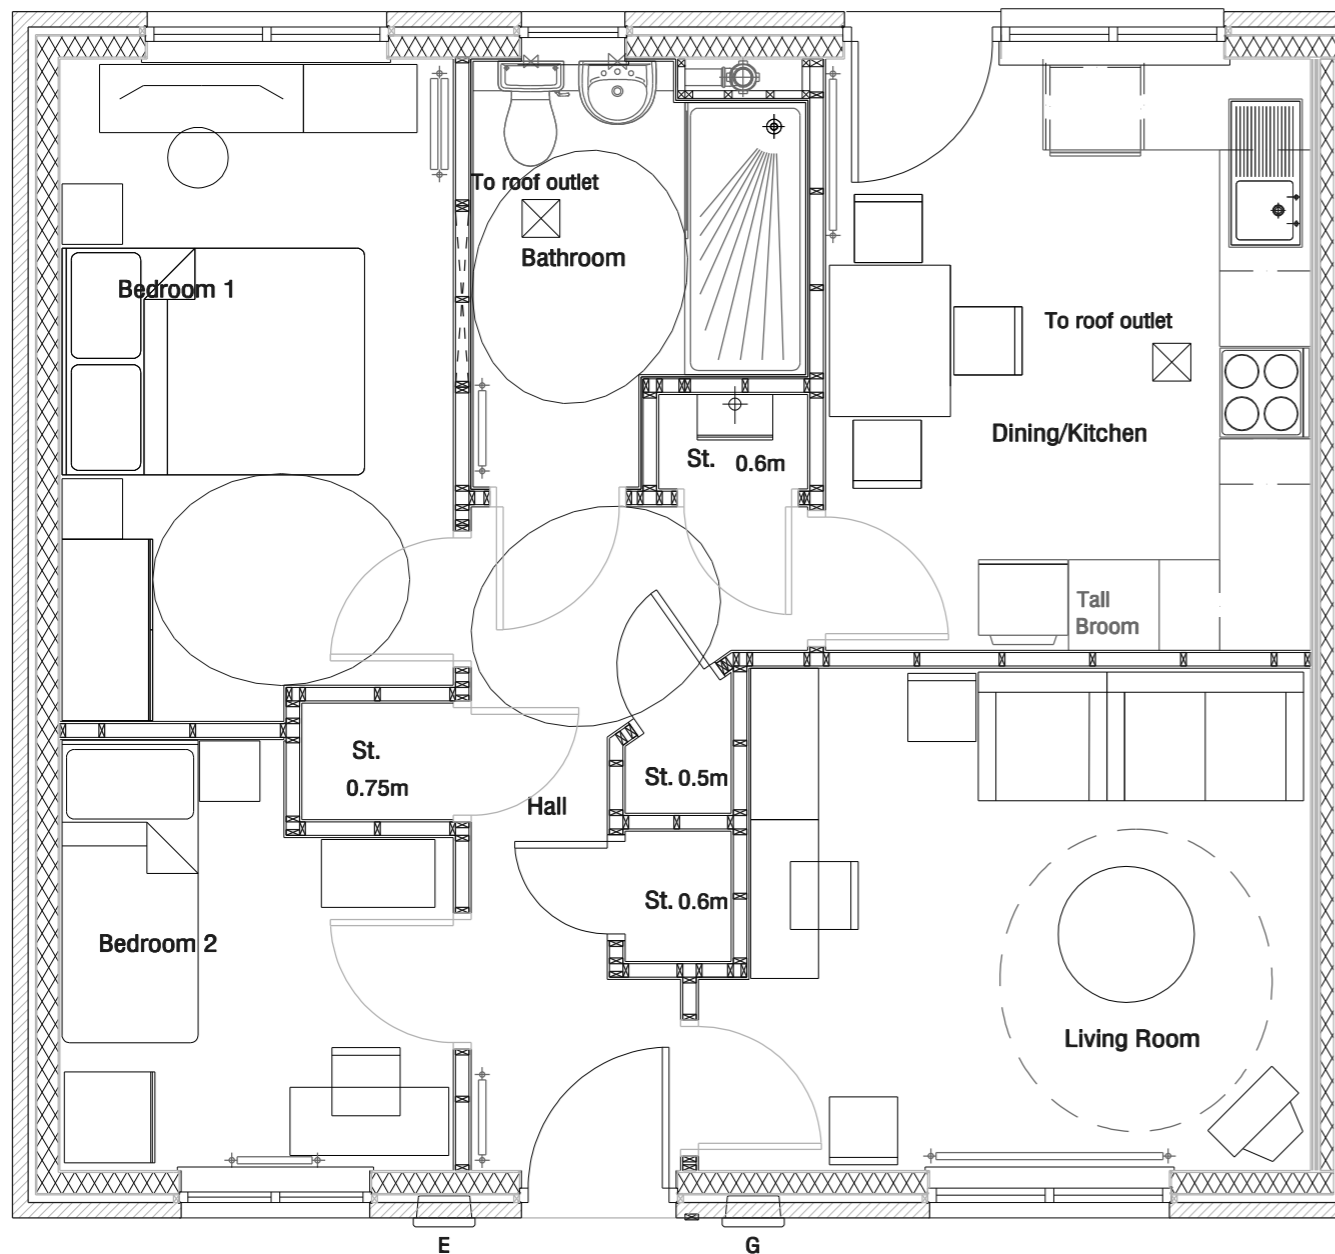 To roof outlet
Bathroom
Bedroom 1
To roof outlet
Dining/Kitchen
St. 0.6m
Tall
Broom
St.
0.75m
St. 0.5m
Hall
St. 0.6m
Bedroom 2
Living Room
E
G